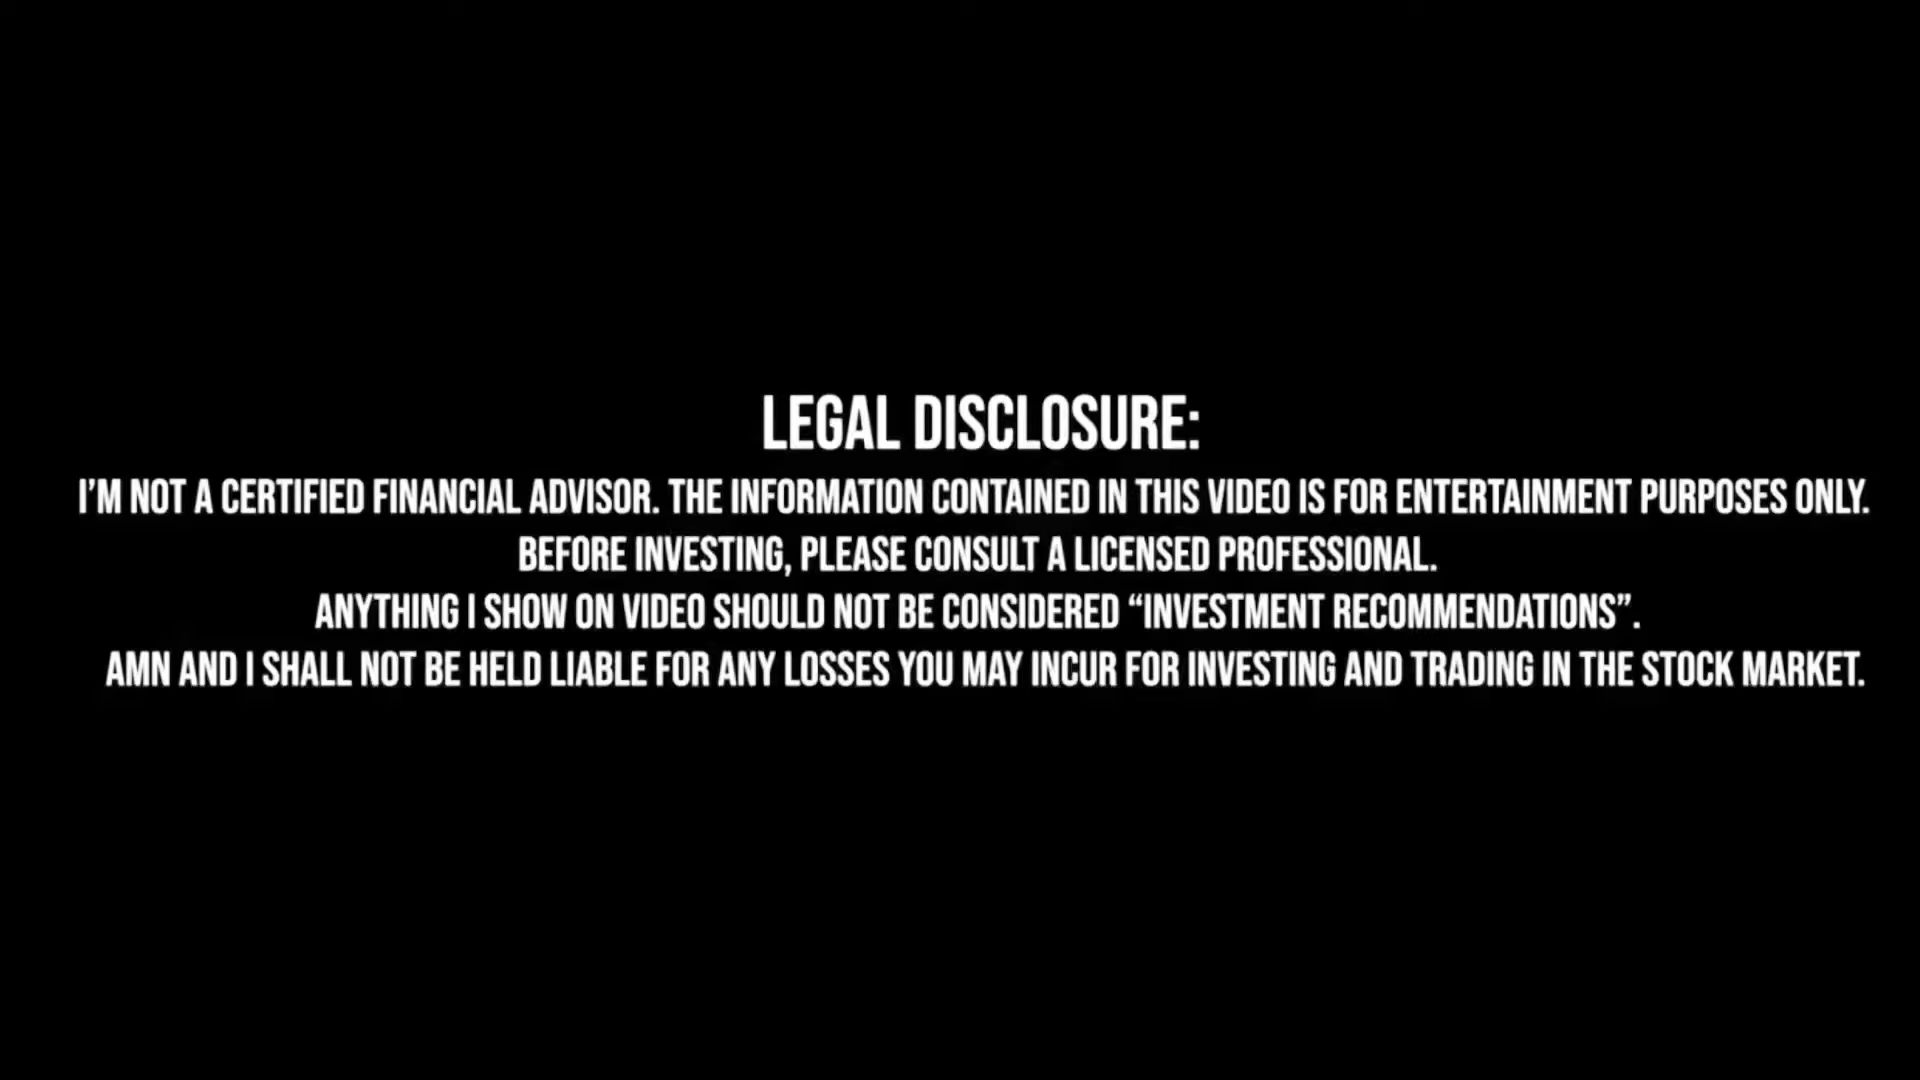 LEGAL DISCLOSURE:
I’M NOT A CERTIFIED FINANCIAL ADVISOR. THE INFORMATION CONTAINED IN THIS VIDEO IS FOR ENTERTAINMENT PURPOSES ONLY.
BEFORE INVESTING, PLEASE CONSULT A LICENSED PROFESSIONAL.
ANYTHING I SHOW ON VIDEO SHOULD NOT BE CONSIDERED “INVESTMENT RECOMMENDATIONS”.
AMN AND I SHALL NOT BE HELD LIABLE FOR ANY LOSSES YOU MAY INCUR FOR INVESTING AND TRADING IN THE STOCK MARKET.